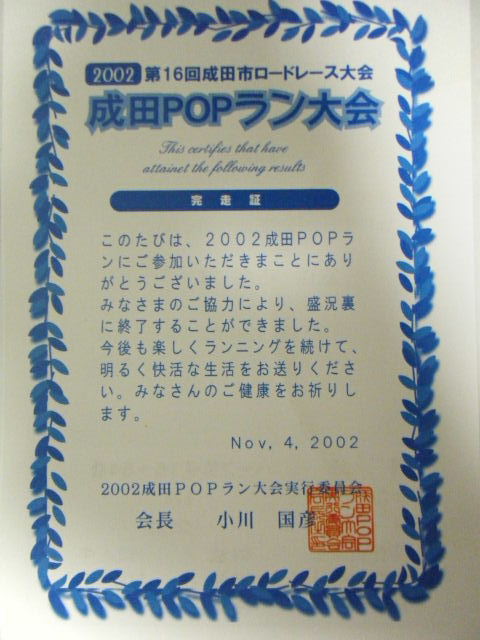 2002 第16回成田市ロードレース大会
成田POPラン大会
This certifies that have
attainet the following results
完走証
このたびは、2002成田POPラ
ンにご参加いただきまことにあり
がとうございました。
みなさまのご協力により、盛況裏
に終了することができました。
今後も楽しくランニングを続けて、
明るく快活な生活をお送りくださ
い。みなさんのご健康をお祈りし
ます。
Nov, 4, 2002
2002成田POPラン大会実行委員会
会長 小川 国彦